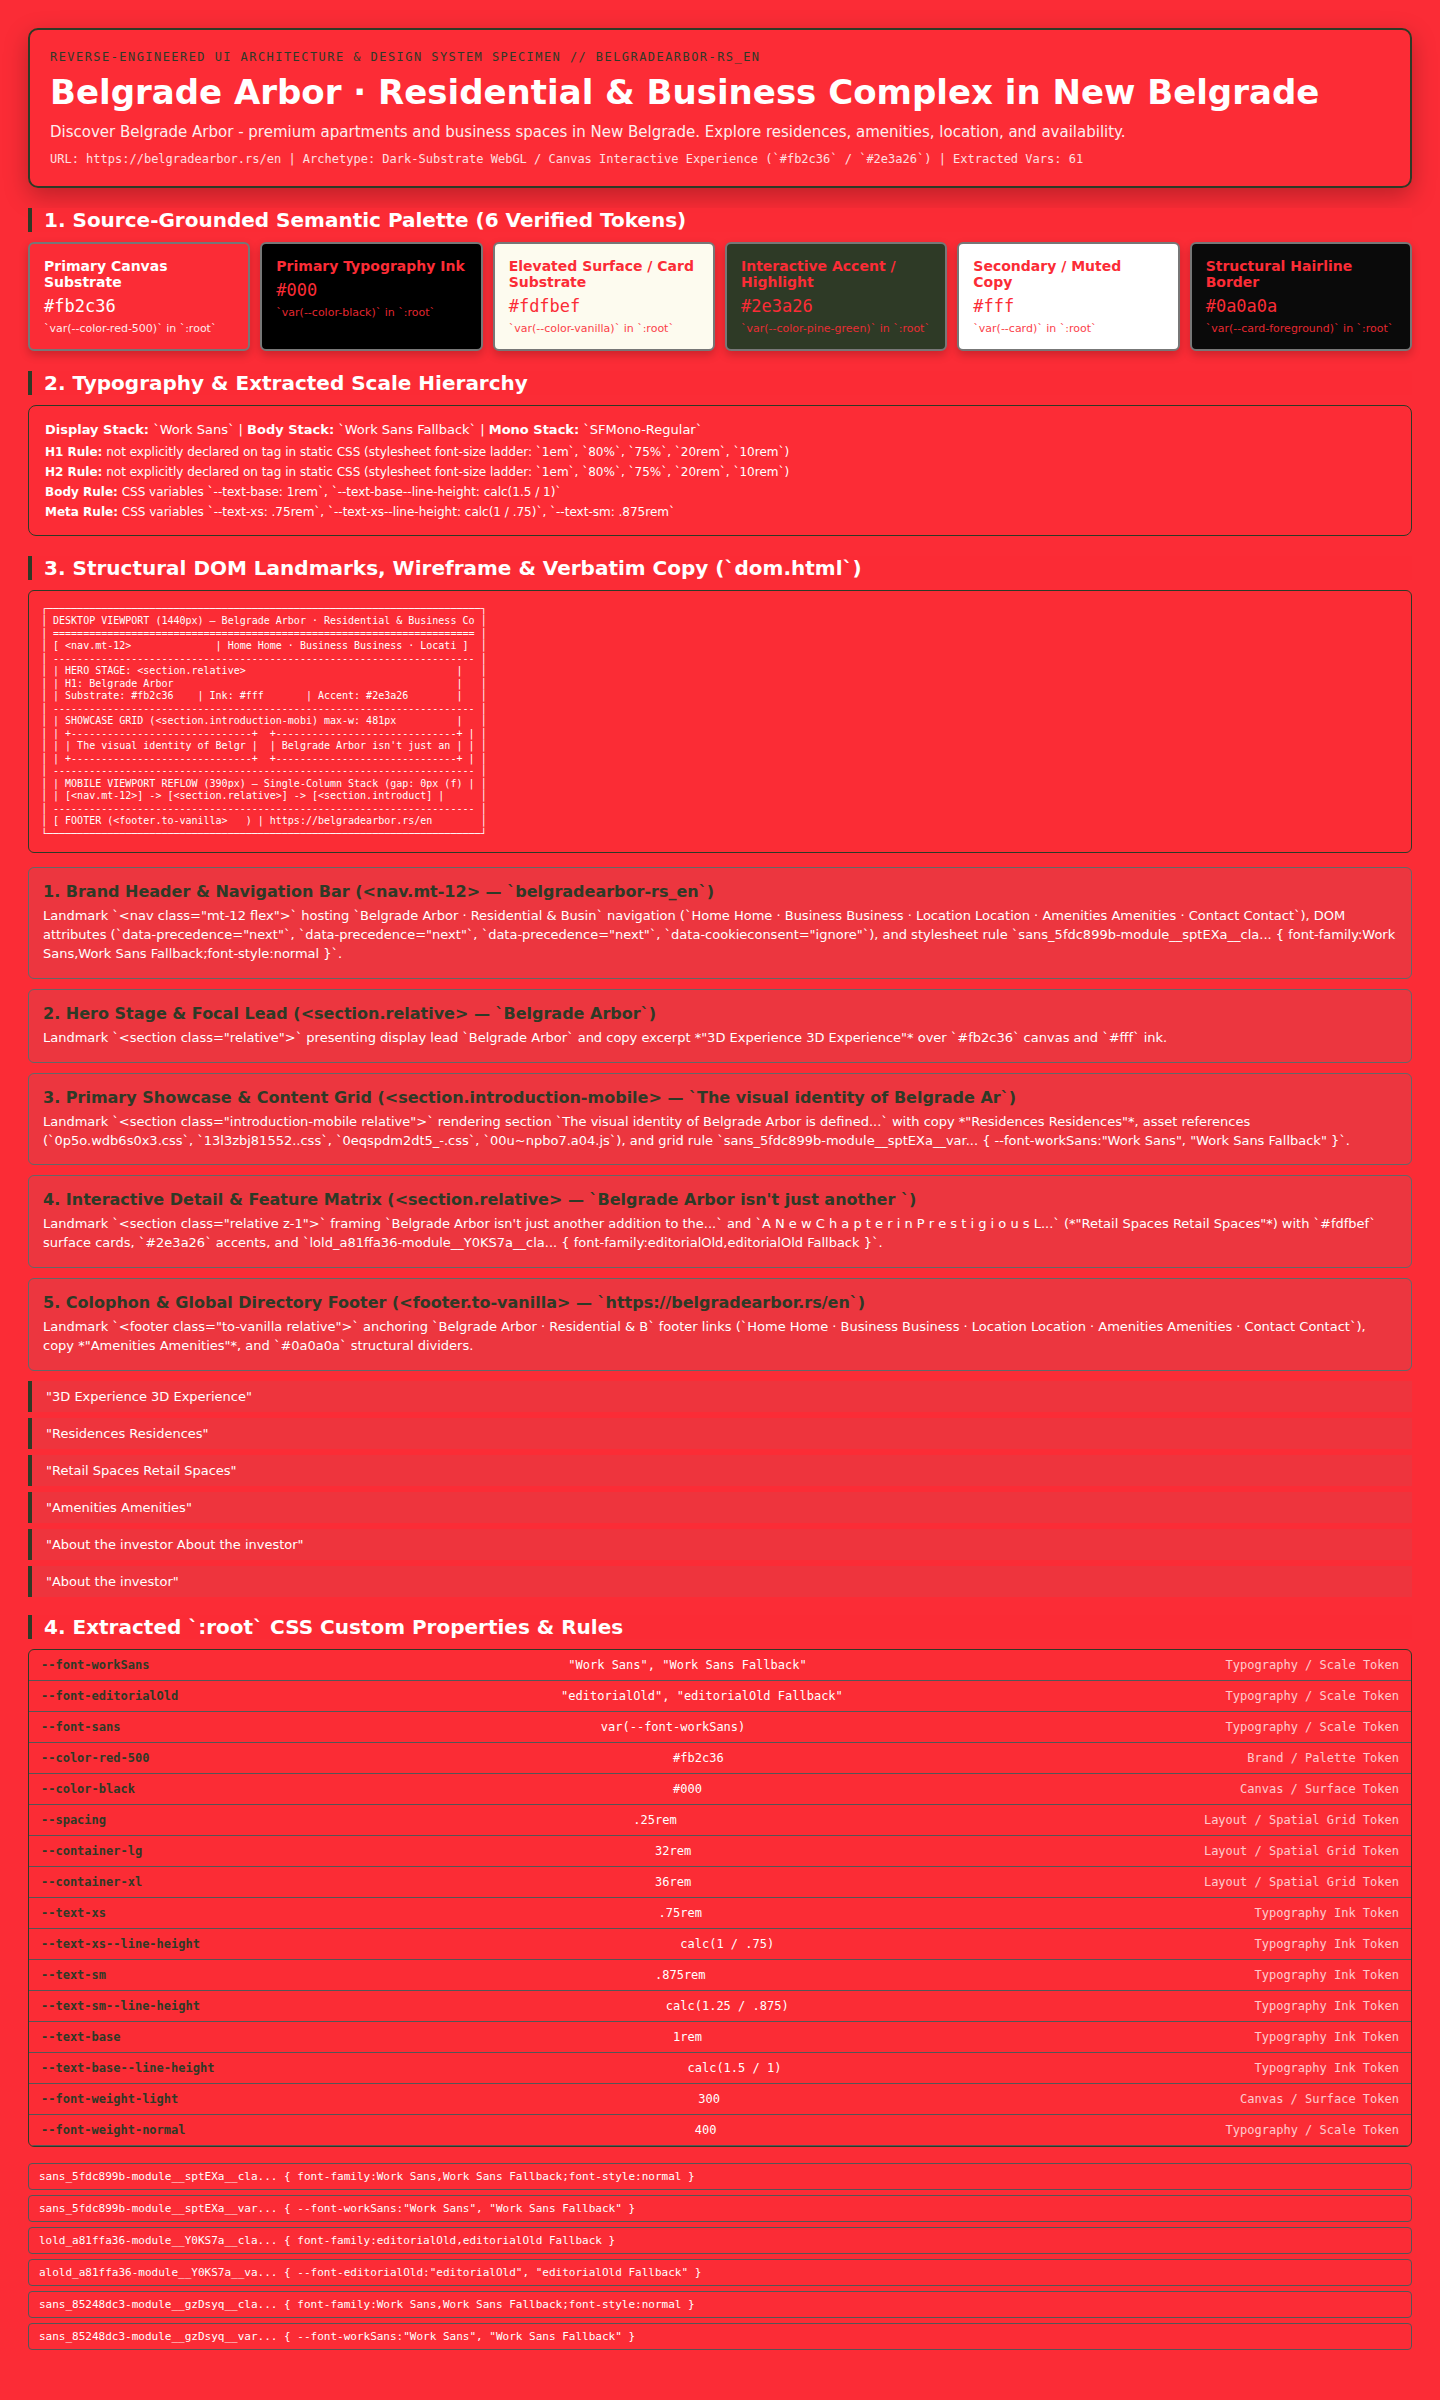 REVERSE-ENGINEERED UI ARCHITECTURE & DESIGN SYSTEM SPECIMEN // BELGRADEARBOR-RS_EN
Belgrade Arbor · Residential & Business Complex in New Belgrade
Discover Belgrade Arbor - premium apartments and business spaces in New Belgrade. Explore residences, amenities, location, and availability.
URL: https://belgradearbor.rs/en | Archetype: Dark-Substrate WebGL / Canvas Interactive Experience (`#fb2c36` / `#2e3a26`) | Extracted Vars: 61
1. Source-Grounded Semantic Palette (6 Verified Tokens)
Primary Canvas
Substrate
#fb2c36
`var(--color-red-500)` in `:root`
Primary Typography Ink
#000
`var(--color-black)` in `:root`
Elevated Surface / Card
Substrate
#fdfbef
`var(--color-vanilla)` in `:root`
Interactive Accent /
Highlight
#2e3a26
`var(--color-pine-green)` in `:root`
Secondary / Muted
Copy
#fff
`var(--card)` in `:root`
Structural Hairline
Border
#0a0a0a
`var(--card-foreground)` in `:root`
2. Typography & Extracted Scale Hierarchy
Display Stack: `Work Sans` | Body Stack: `Work Sans Fallback` | Mono Stack: `SFMono-Regular`
H1 Rule: not explicitly declared on tag in static CSS (stylesheet font-size ladder: `1em`, `80%`, `75%`, `20rem`, `10rem`)
H2 Rule: not explicitly declared on tag in static CSS (stylesheet font-size ladder: `1em`, `80%`, `75%`, `20rem`, `10rem`)
Body Rule: CSS variables `--text-base: 1rem`, `--text-base--line-height: calc(1.5 / 1)`
Meta Rule: CSS variables `--text-xs: .75rem`, `--text-xs--line-height: calc(1 / .75)`, `--text-sm: .875rem`
3. Structural DOM Landmarks, Wireframe & Verbatim Copy (`dom.html`)
DESKTOP VIEWPORT (1440px) — Belgrade Arbor · Residential & Business Co
======================================================================
[ <nav.mt-12> | Home Home · Business Business · Locati ]
----------------------------------------------------------------------
| HERO STAGE: <section.relative> |
| H1: Belgrade Arbor |
| Substrate: #fb2c36 | Ink: #fff | Accent: #2e3a26 |
----------------------------------------------------------------------
| SHOWCASE GRID (<section.introduction-mobi) max-w: 481px |
| +------------------------------+ +------------------------------+ |
| | The visual identity of Belgr | | Belgrade Arbor isn't just an | |
| +------------------------------+ +------------------------------+ |
----------------------------------------------------------------------
| MOBILE VIEWPORT REFLOW (390px) — Single-Column Stack (gap: 0px (f) |
| [<nav.mt-12>] -> [<section.relative>] -> [<section.introduct] |
----------------------------------------------------------------------
[ FOOTER (<footer.to-vanilla> ) | https://belgradearbor.rs/en
1. Brand Header & Navigation Bar (<nav.mt-12> — `belgradearbor-rs_en`)
Landmark `<nav class="mt-12 flex">` hosting `Belgrade Arbor · Residential & Busin` navigation (`Home Home · Business Business · Location Location · Amenities Amenities · Contact Contact`), DOM
attributes (`data-precedence="next"`, `data-precedence="next"`, `data-precedence="next"`, `data-cookieconsent="ignore"`), and stylesheet rule `sans_5fdc899b-module__sptEXa__cla... { font-family:Work
Sans,Work Sans Fallback;font-style:normal }`.
2. Hero Stage & Focal Lead (<section.relative> — `Belgrade Arbor`)
Landmark `<section class="relative">` presenting display lead `Belgrade Arbor` and copy excerpt *"3D Experience 3D Experience"* over `#fb2c36` canvas and `#fff` ink.
3. Primary Showcase & Content Grid (<section.introduction-mobile> — `The visual identity of Belgrade Ar`)
Landmark `<section class="introduction-mobile relative">` rendering section `The visual identity of Belgrade Arbor is defined...` with copy *"Residences Residences"*, asset references
(`0p5o.wdb6s0x3.css`, `13l3zbj81552..css`, `0eqspdm2dt5_-.css`, `00u~npbo7.a04.js`), and grid rule `sans_5fdc899b-module__sptEXa__var... { --font-workSans:"Work Sans", "Work Sans Fallback" }`.
4. Interactive Detail & Feature Matrix (<section.relative> — `Belgrade Arbor isn't just another `)
Landmark `<section class="relative z-1">` framing `Belgrade Arbor isn't just another addition to the...` and `A N e w C h a p t e r i n P r e s t i g i o u s L...` (*"Retail Spaces Retail Spaces"*) with `#fdfbef`
surface cards, `#2e3a26` accents, and `lold_a81ffa36-module__Y0KS7a__cla... { font-family:editorialOld,editorialOld Fallback }`.
5. Colophon & Global Directory Footer (<footer.to-vanilla> — `https://belgradearbor.rs/en`)
Landmark `<footer class="to-vanilla relative">` anchoring `Belgrade Arbor · Residential & B` footer links (`Home Home · Business Business · Location Location · Amenities Amenities · Contact Contact`),
copy *"Amenities Amenities"*, and `#0a0a0a` structural dividers.
"3D Experience 3D Experience"
"Residences Residences"
"Retail Spaces Retail Spaces"
"Amenities Amenities"
"About the investor About the investor"
"About the investor"
4. Extracted `:root` CSS Custom Properties & Rules
--font-workSans "Work Sans", "Work Sans Fallback" Typography / Scale Token
--font-editorialOld "editorialOld", "editorialOld Fallback" Typography / Scale Token
--font-sans var(--font-workSans) Typography / Scale Token
--color-red-500 #fb2c36 Brand / Palette Token
--color-black #000 Canvas / Surface Token
--spacing .25rem Layout / Spatial Grid Token
--container-lg 32rem Layout / Spatial Grid Token
--container-xl 36rem Layout / Spatial Grid Token
--text-xs .75rem Typography Ink Token
--text-xs--line-height calc(1 / .75) Typography Ink Token
--text-sm .875rem Typography Ink Token
--text-sm--line-height calc(1.25 / .875) Typography Ink Token
--text-base 1rem Typography Ink Token
--text-base--line-height calc(1.5 / 1) Typography Ink Token
--font-weight-light 300 Canvas / Surface Token
--font-weight-normal 400 Typography / Scale Token
sans_5fdc899b-module__sptEXa__cla... { font-family:Work Sans,Work Sans Fallback;font-style:normal }
sans_5fdc899b-module__sptEXa__var... { --font-workSans:"Work Sans", "Work Sans Fallback" }
lold_a81ffa36-module__Y0KS7a__cla... { font-family:editorialOld,editorialOld Fallback }
alold_a81ffa36-module__Y0KS7a__va... { --font-editorialOld:"editorialOld", "editorialOld Fallback" }
sans_85248dc3-module__gzDsyq__cla... { font-family:Work Sans,Work Sans Fallback;font-style:normal }
sans_85248dc3-module__gzDsyq__var... { --font-workSans:"Work Sans", "Work Sans Fallback" }